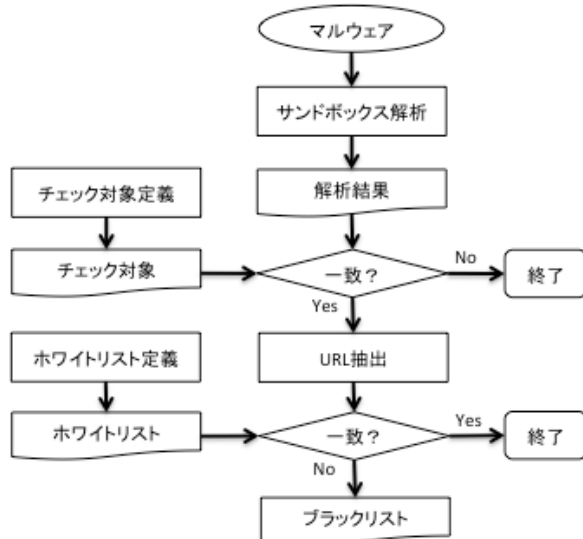 マルウェア
サンドボックス解析
チェック対象定義
解析結果
チェック対象
一致？
No
終了
Yes
ホワイトリスト定義
URL抽出
ホワイトリスト
一致？
Yes
終了
No
ブラックリスト